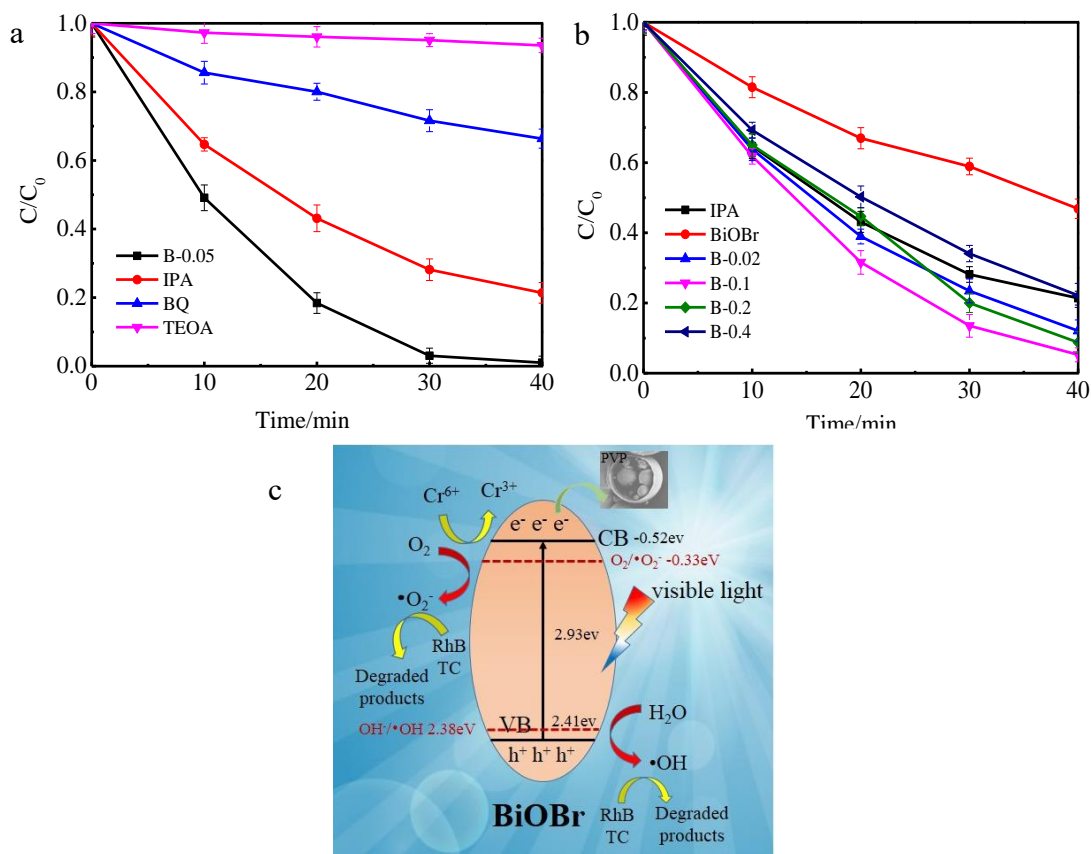 a
1.0
0.8
0.6
0.4
0.2
0.0
C/C₀
B-0.05
IPA
BQ
TEOA
0 10 20 30 40
Time/min
b
1.0
0.8
0.6
0.4
0.2
0.0
C/C₀
IPA
BiOBr
B-0.02
B-0.1
B-0.2
B-0.4
0 10 20 30 40
Time/min
c
PVP
Cr⁶⁺ Cr³⁺
e⁻ e⁻ e⁻
CB -0.52ev
O₂
O₂/•O₂⁻ -0.33eV
visible light
•O₂⁻
2.93ev
RhB
TC
Degraded
products
OH⁻/•OH 2.38eV
VB 2.41ev
H₂O
h⁺ h⁺ h⁺
•OH
BiOBr
RhB
TC
Degraded
products